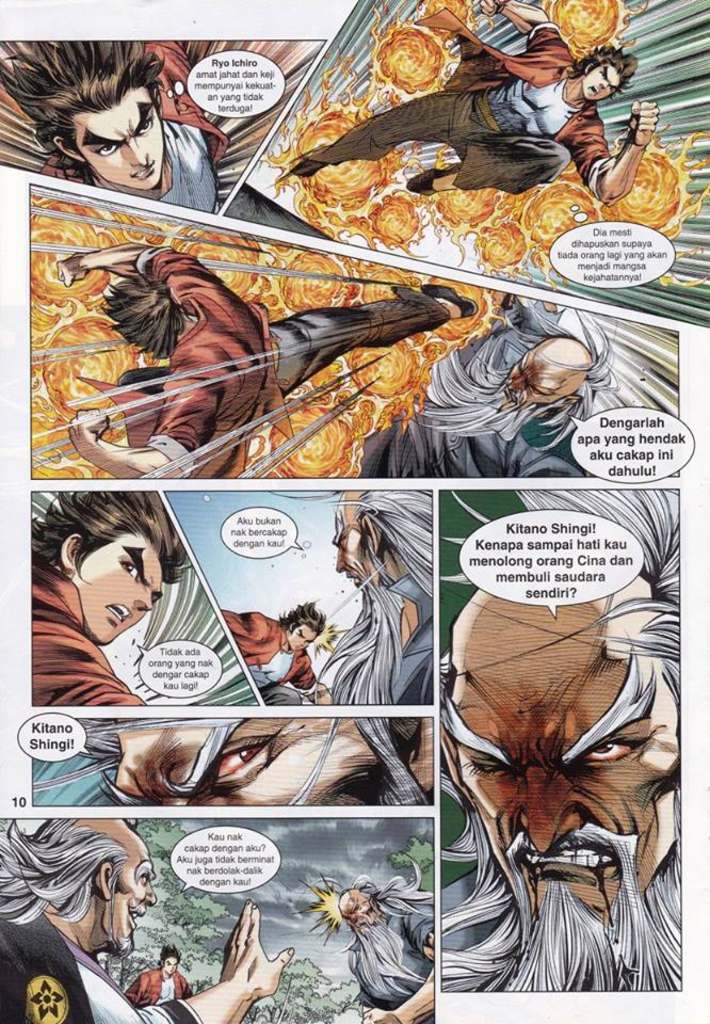 Ryo Ichiro
amat jahat dan keji
mempunyai kekuat-
an yang tidak
terduga!
Dia mesti
dihapuskan supaya
tiada orang lagi yang akan
menjadi mangsa
kejahatannya!
Dengarlah
apa yang hendak
aku cakap ini
dahulu!
Tidak ada
orang yang nak
dengar cakap
kau lagi!
Aku bukan
nak bercakap
dengan kau!
Kitano Shingi!
Kenapa sampai hati kau
menolong orang Cina dan
membuli saudara
sendiri?
Kitano
Shingi!
10
Kau nak
cakap dengan aku?
Aku juga tidak berminat
nak berdolak-dalik
dengan kau!